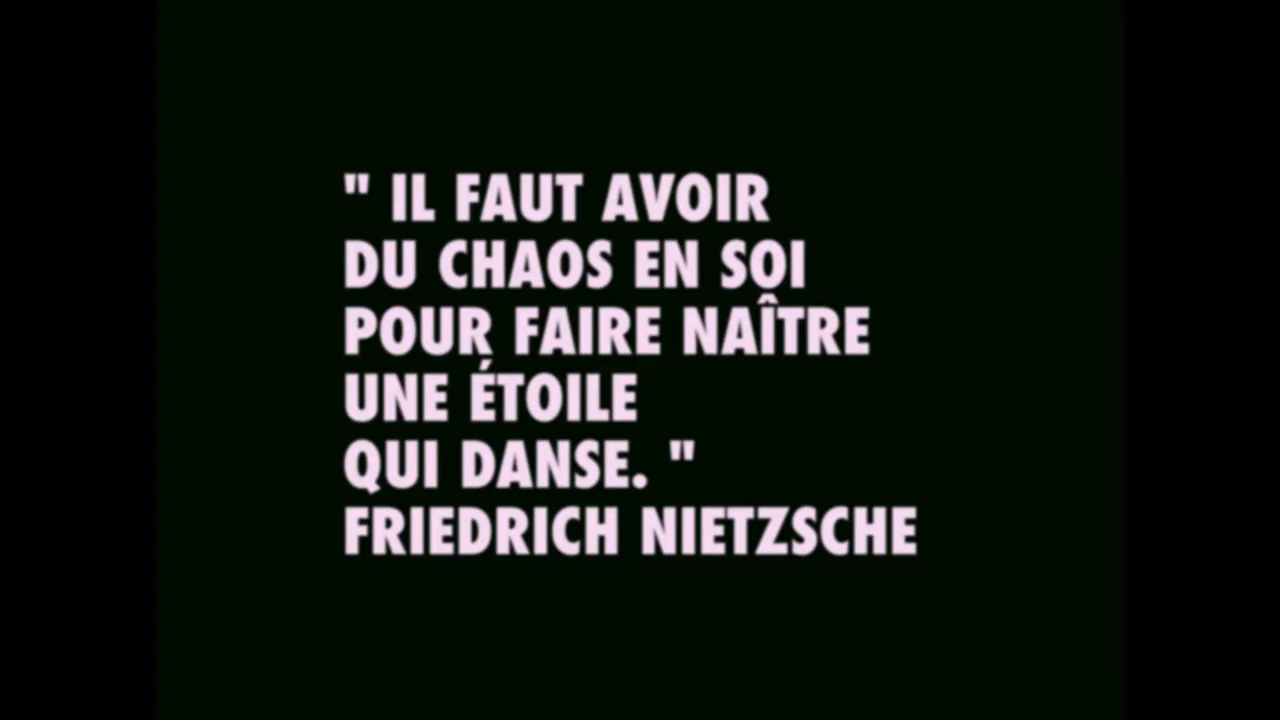 " IL FAUT AVOIR
DU CHAOS EN SOI
POUR FAIRE NAÎTRE
UNE ÉTOILE
QUI DANSE. "
FRIEDRICH NIETZSCHE